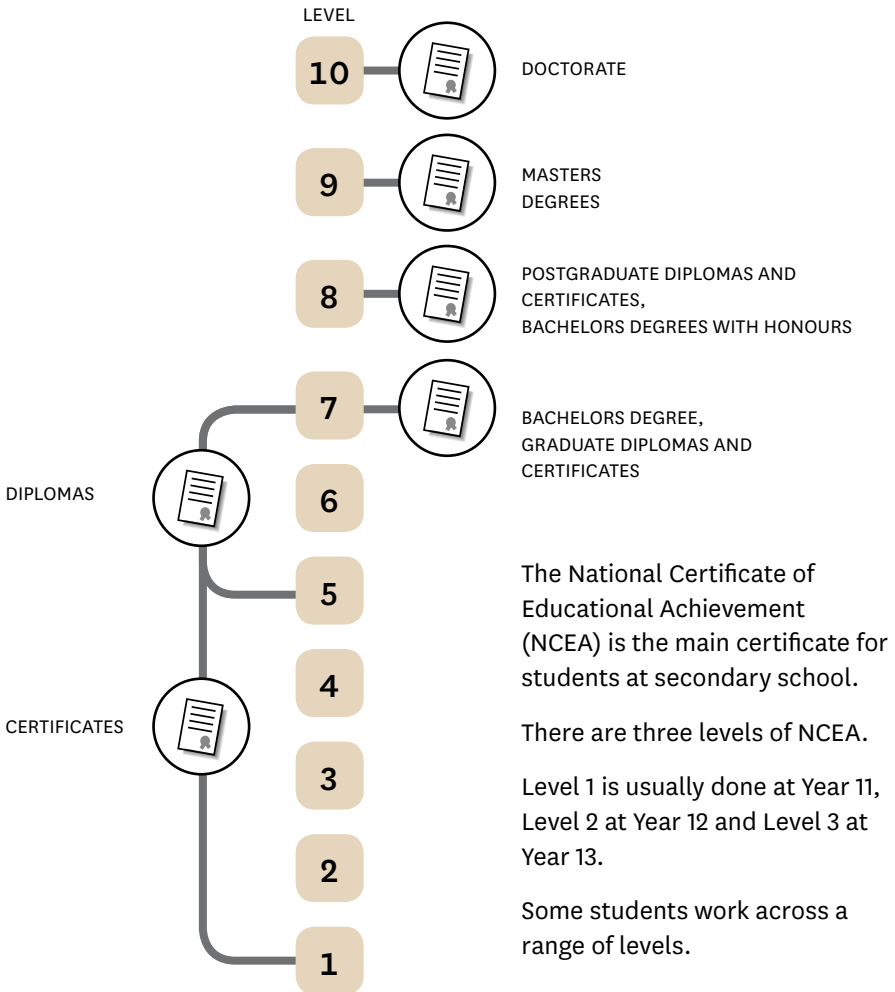 LEVEL
10
DOCTORATE
9
MASTERS
DEGREES
8
POSTGRADUATE DIPLOMAS AND
CERTIFICATES,
BACHELORS DEGREES WITH HONOURS
7
BACHELORS DEGREE,
GRADUATE DIPLOMAS AND
CERTIFICATES
DIPLOMAS
6
5
4
CERTIFICATES
3
2
1
The National Certificate of
Educational Achievement
(NCEA) is the main certificate for
students at secondary school.
There are three levels of NCEA.
Level 1 is usually done at Year 11,
Level 2 at Year 12 and Level 3 at
Year 13.
Some students work across a
range of levels.